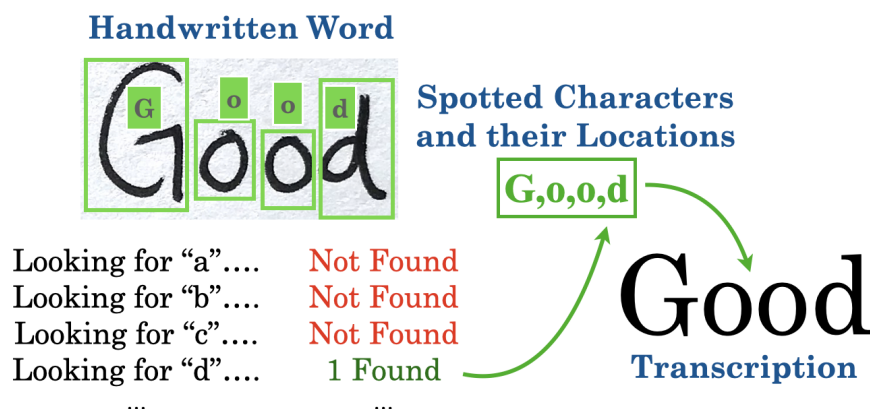 Handwritten Word
G o o d
Good
Spotted Characters
and their Locations
G,o,o,d
Looking for “a”.... Not Found
Looking for “b”.... Not Found
Looking for “c”.... Not Found
Looking for “d”.... 1 Found
... ...
Good
Transcription